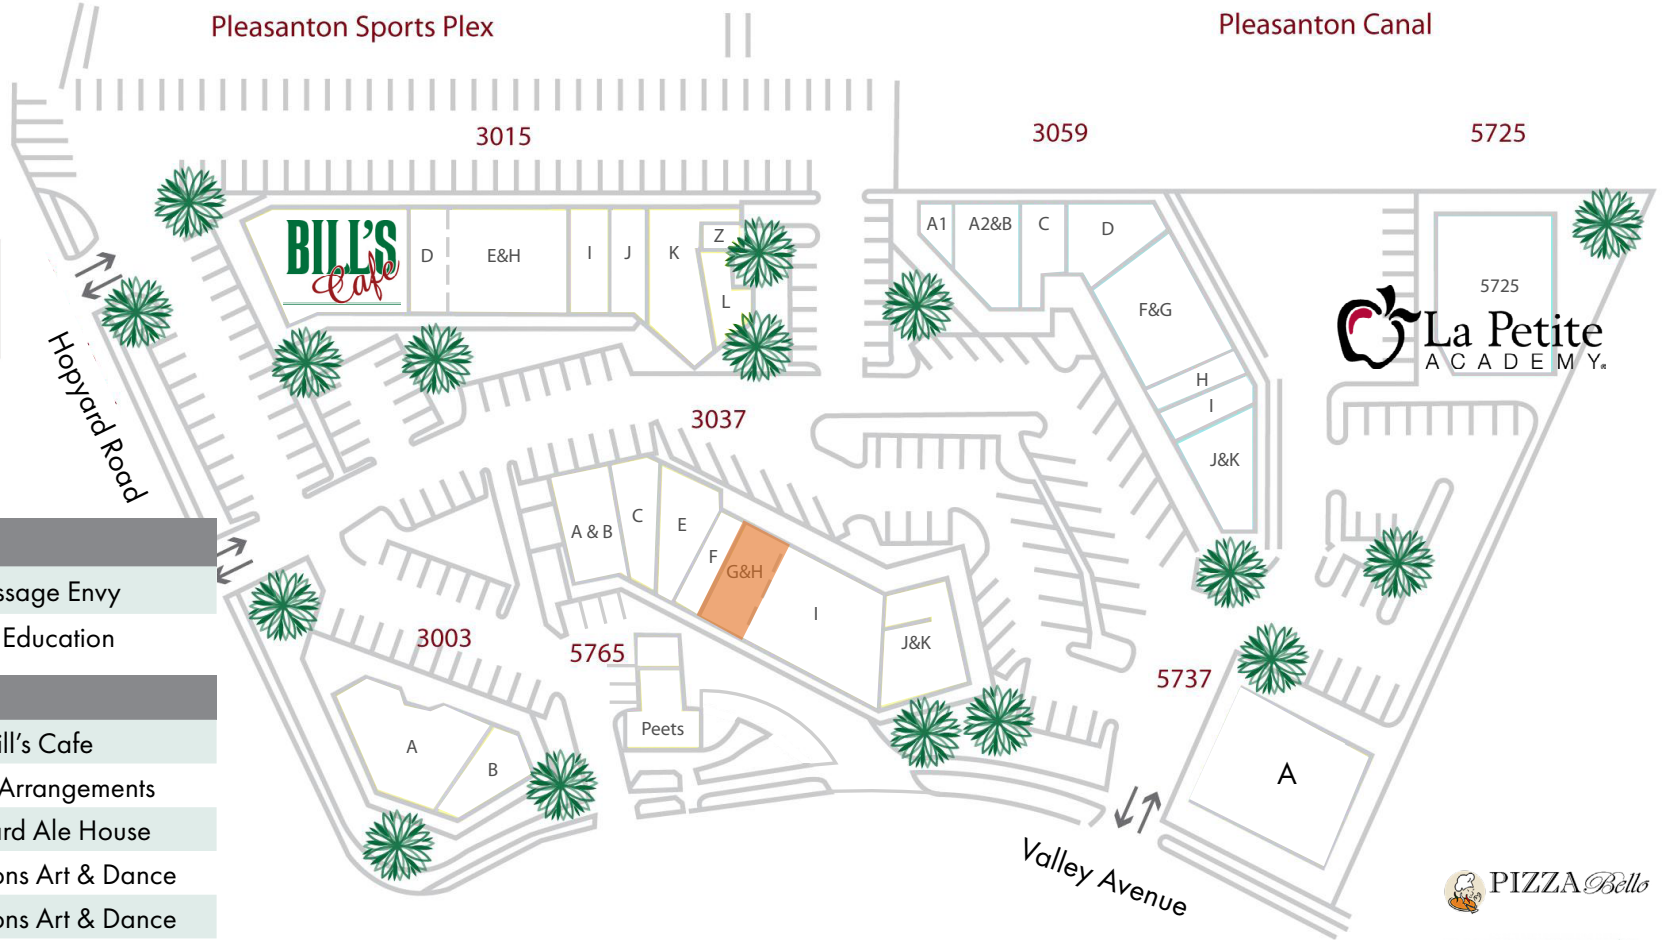 Pleasanton Sports Plex
Pleasanton Canal
3015
3059
5725
BILL'S
Cafe
D
E&H
I
J
K
Z
L
A1
A2&B
C
D
F&G
H
I
J&K
5725
La Petite
ACADEMY
Hopyard Road
3037
A & B
C
E
F
G&H
I
J&K
3003
5765
5737
A
B
Peets
A
Valley Avenue
ssage Envy
Education
ill's Cafe
Arrangements
ard Ale House
ons Art & Dance
ons Art & Dance
PIZZA Bello